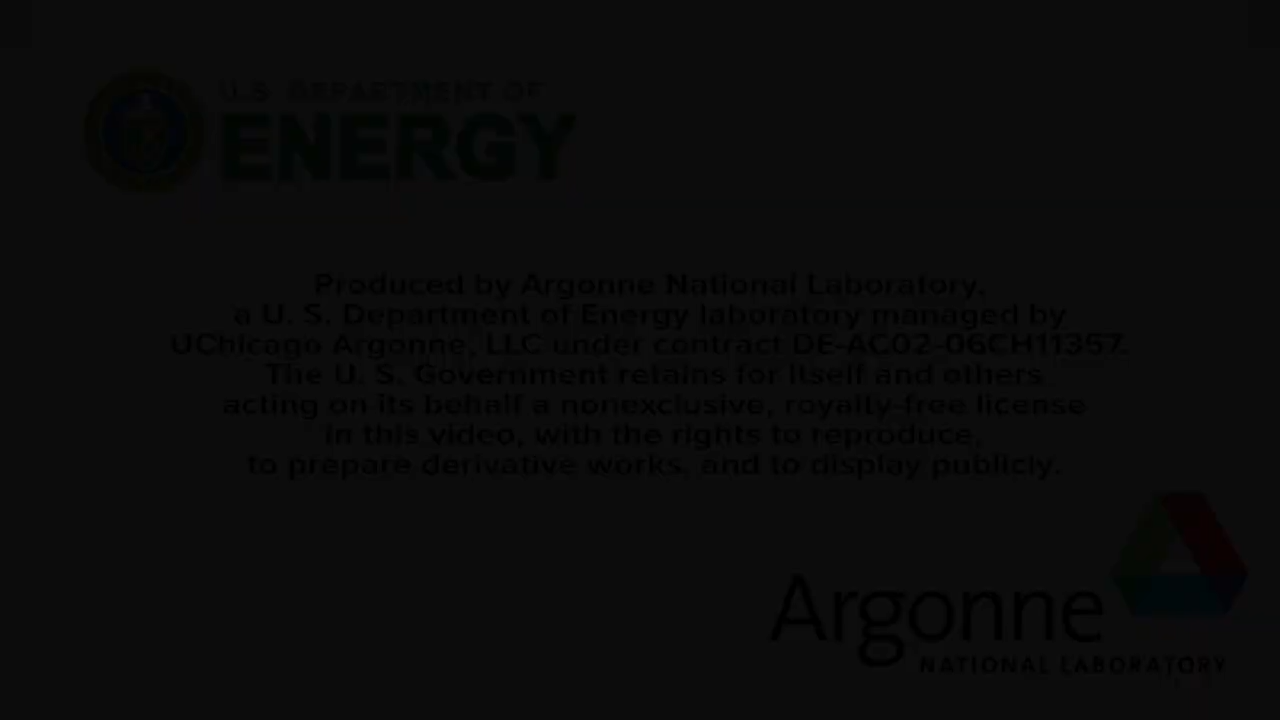 U.S. DEPARTMENT OF
ENERGY
Produced by Argonne National Laboratory,
a U. S. Department of Energy laboratory managed by
UChicago Argonne, LLC under contract DE-AC02-06CH11357.
The U. S. Government retains for itself and others
acting on its behalf a nonexclusive, royalty-free license
in this video, with the rights to reproduce,
to prepare derivative works, and to display publicly.
Argonne
NATIONAL LABORATORY